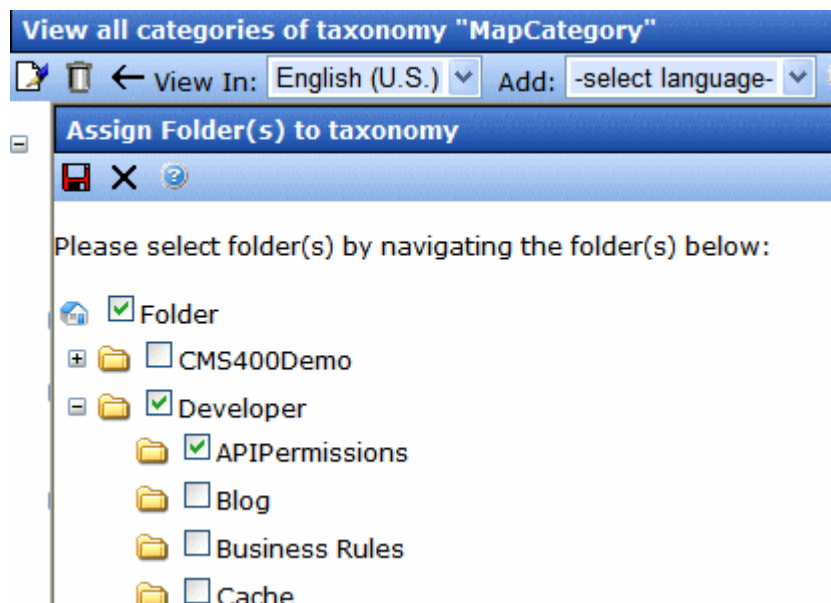 View all categories of taxonomy "MapCategory"
View In: English (U.S.) Add: -select language-
Assign Folder(s) to taxonomy
Please select folder(s) by navigating the folder(s) below:
Folder
CMS400Demo
Developer
APIPermissions
Blog
Business Rules
Cache